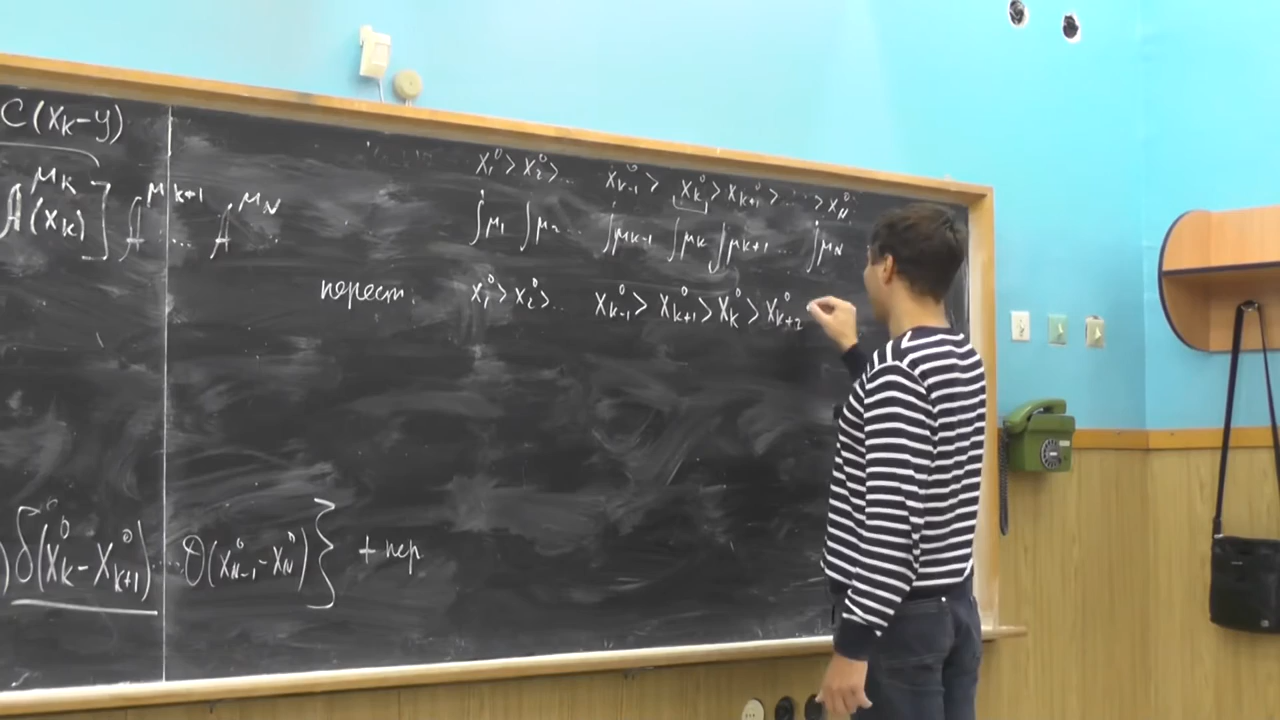 C(x_k-y)
A^{μ_k}(x_k)] A^{μ_{k+1}} ... A^{μ_N}
x_1^0 > x_2^0 > ... x_{k-1}^0 > x_k^0 > x_{k+1}^0 > ... > x_N^0
∫μ_1 ∫μ_2 ... ∫μ_{k-1} ∫μ_k ∫μ_{k+1} ... ∫μ_N
перест. x_1^0 > x_2^0 > ... x_{k-1}^0 > x_{k+1}^0 > x_k^0 > x_{k+2}^0
) δ(x_k^0 - x_{k+1}^0) ... θ(x_{N-1}^0 - x_N^0)} + пер.